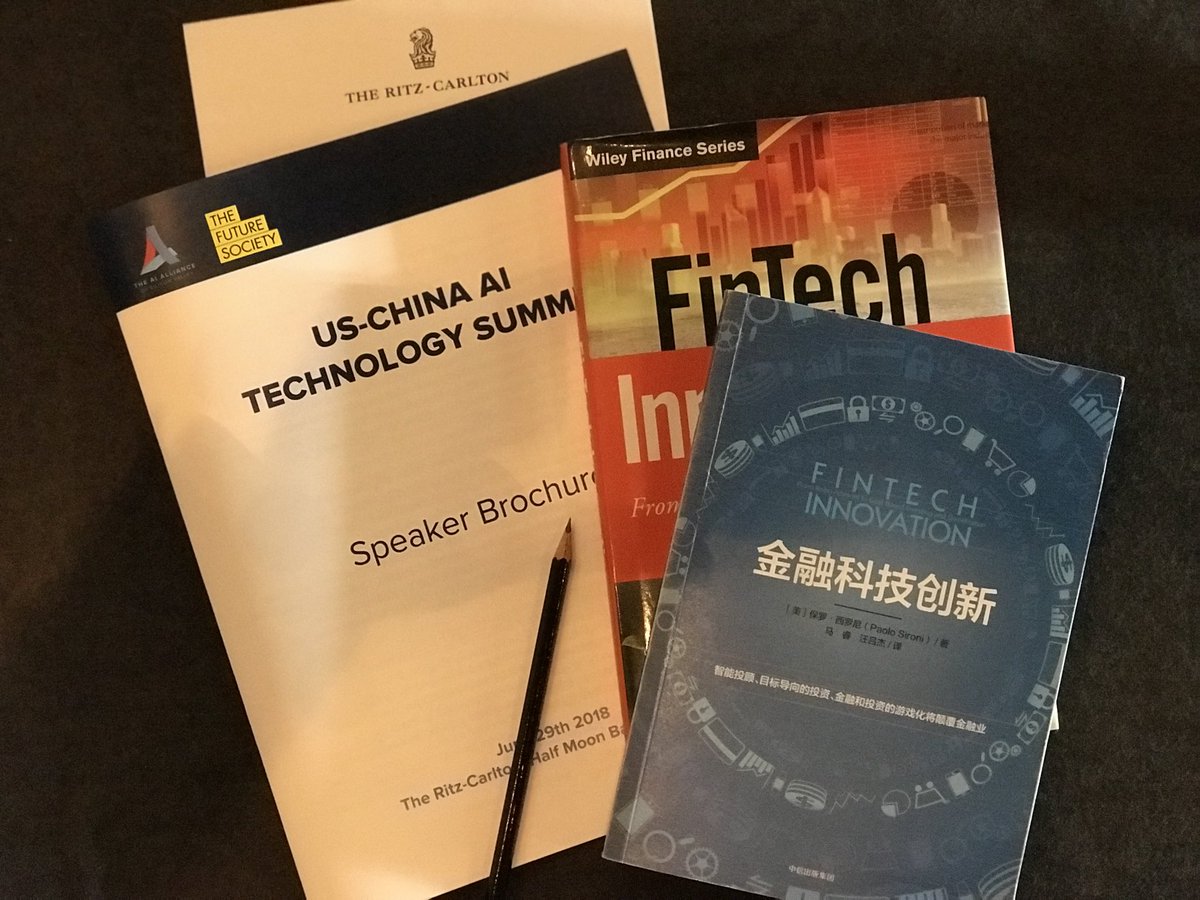 THE RITZ-CARLTON
THE AI ALLIANCE
THE
FUTURE
SOCIETY
US-CHINA AI
TECHNOLOGY SUMM
Speaker Brochure
29th 2018
The Ritz-Carlton Half Moon Ba
Wiley Finance Series
FinTech
Inn
From
FINTECH
INNOVATION
金融科技创新
[美] 保罗·西罗尼 (Paolo Sironi) / 著
马睿 汪吕杰 / 译
智能投顾、目标导向的投资、金融和投资的游戏化将颠覆金融业
中信出版集团